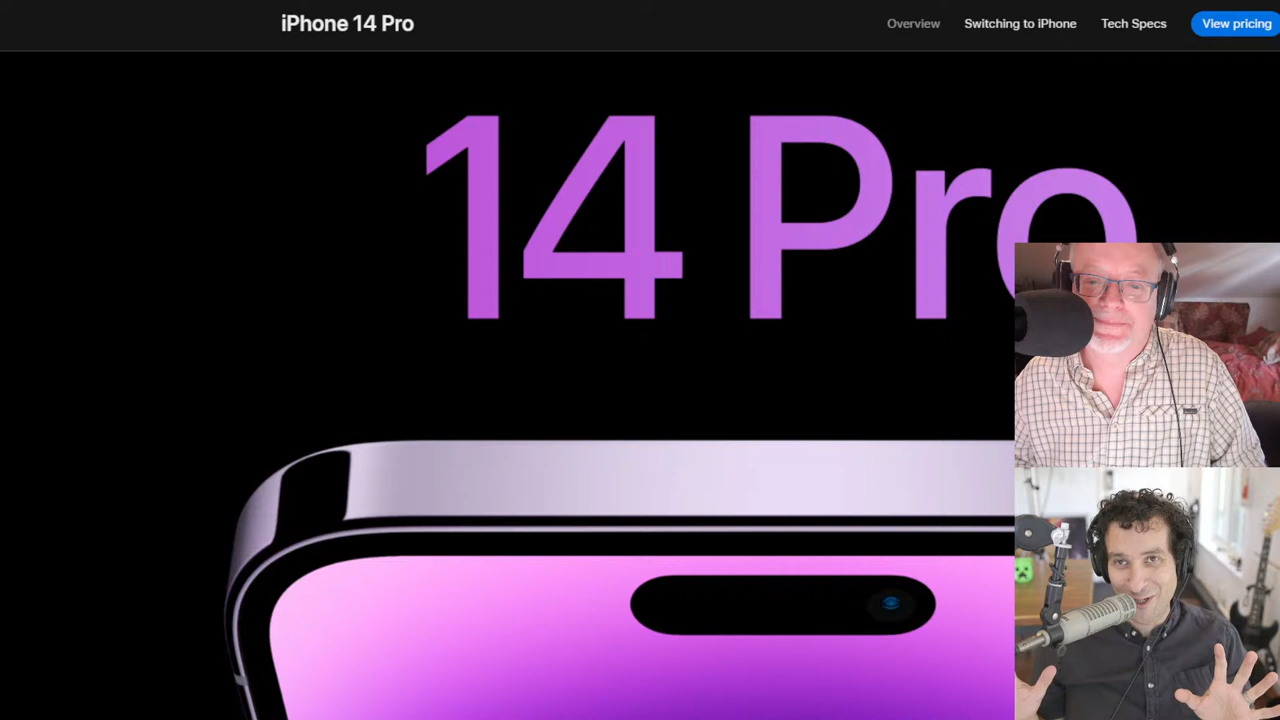 iPhone 14 Pro
Overview
Switching to iPhone
Tech Specs
View pricing
14 Pro